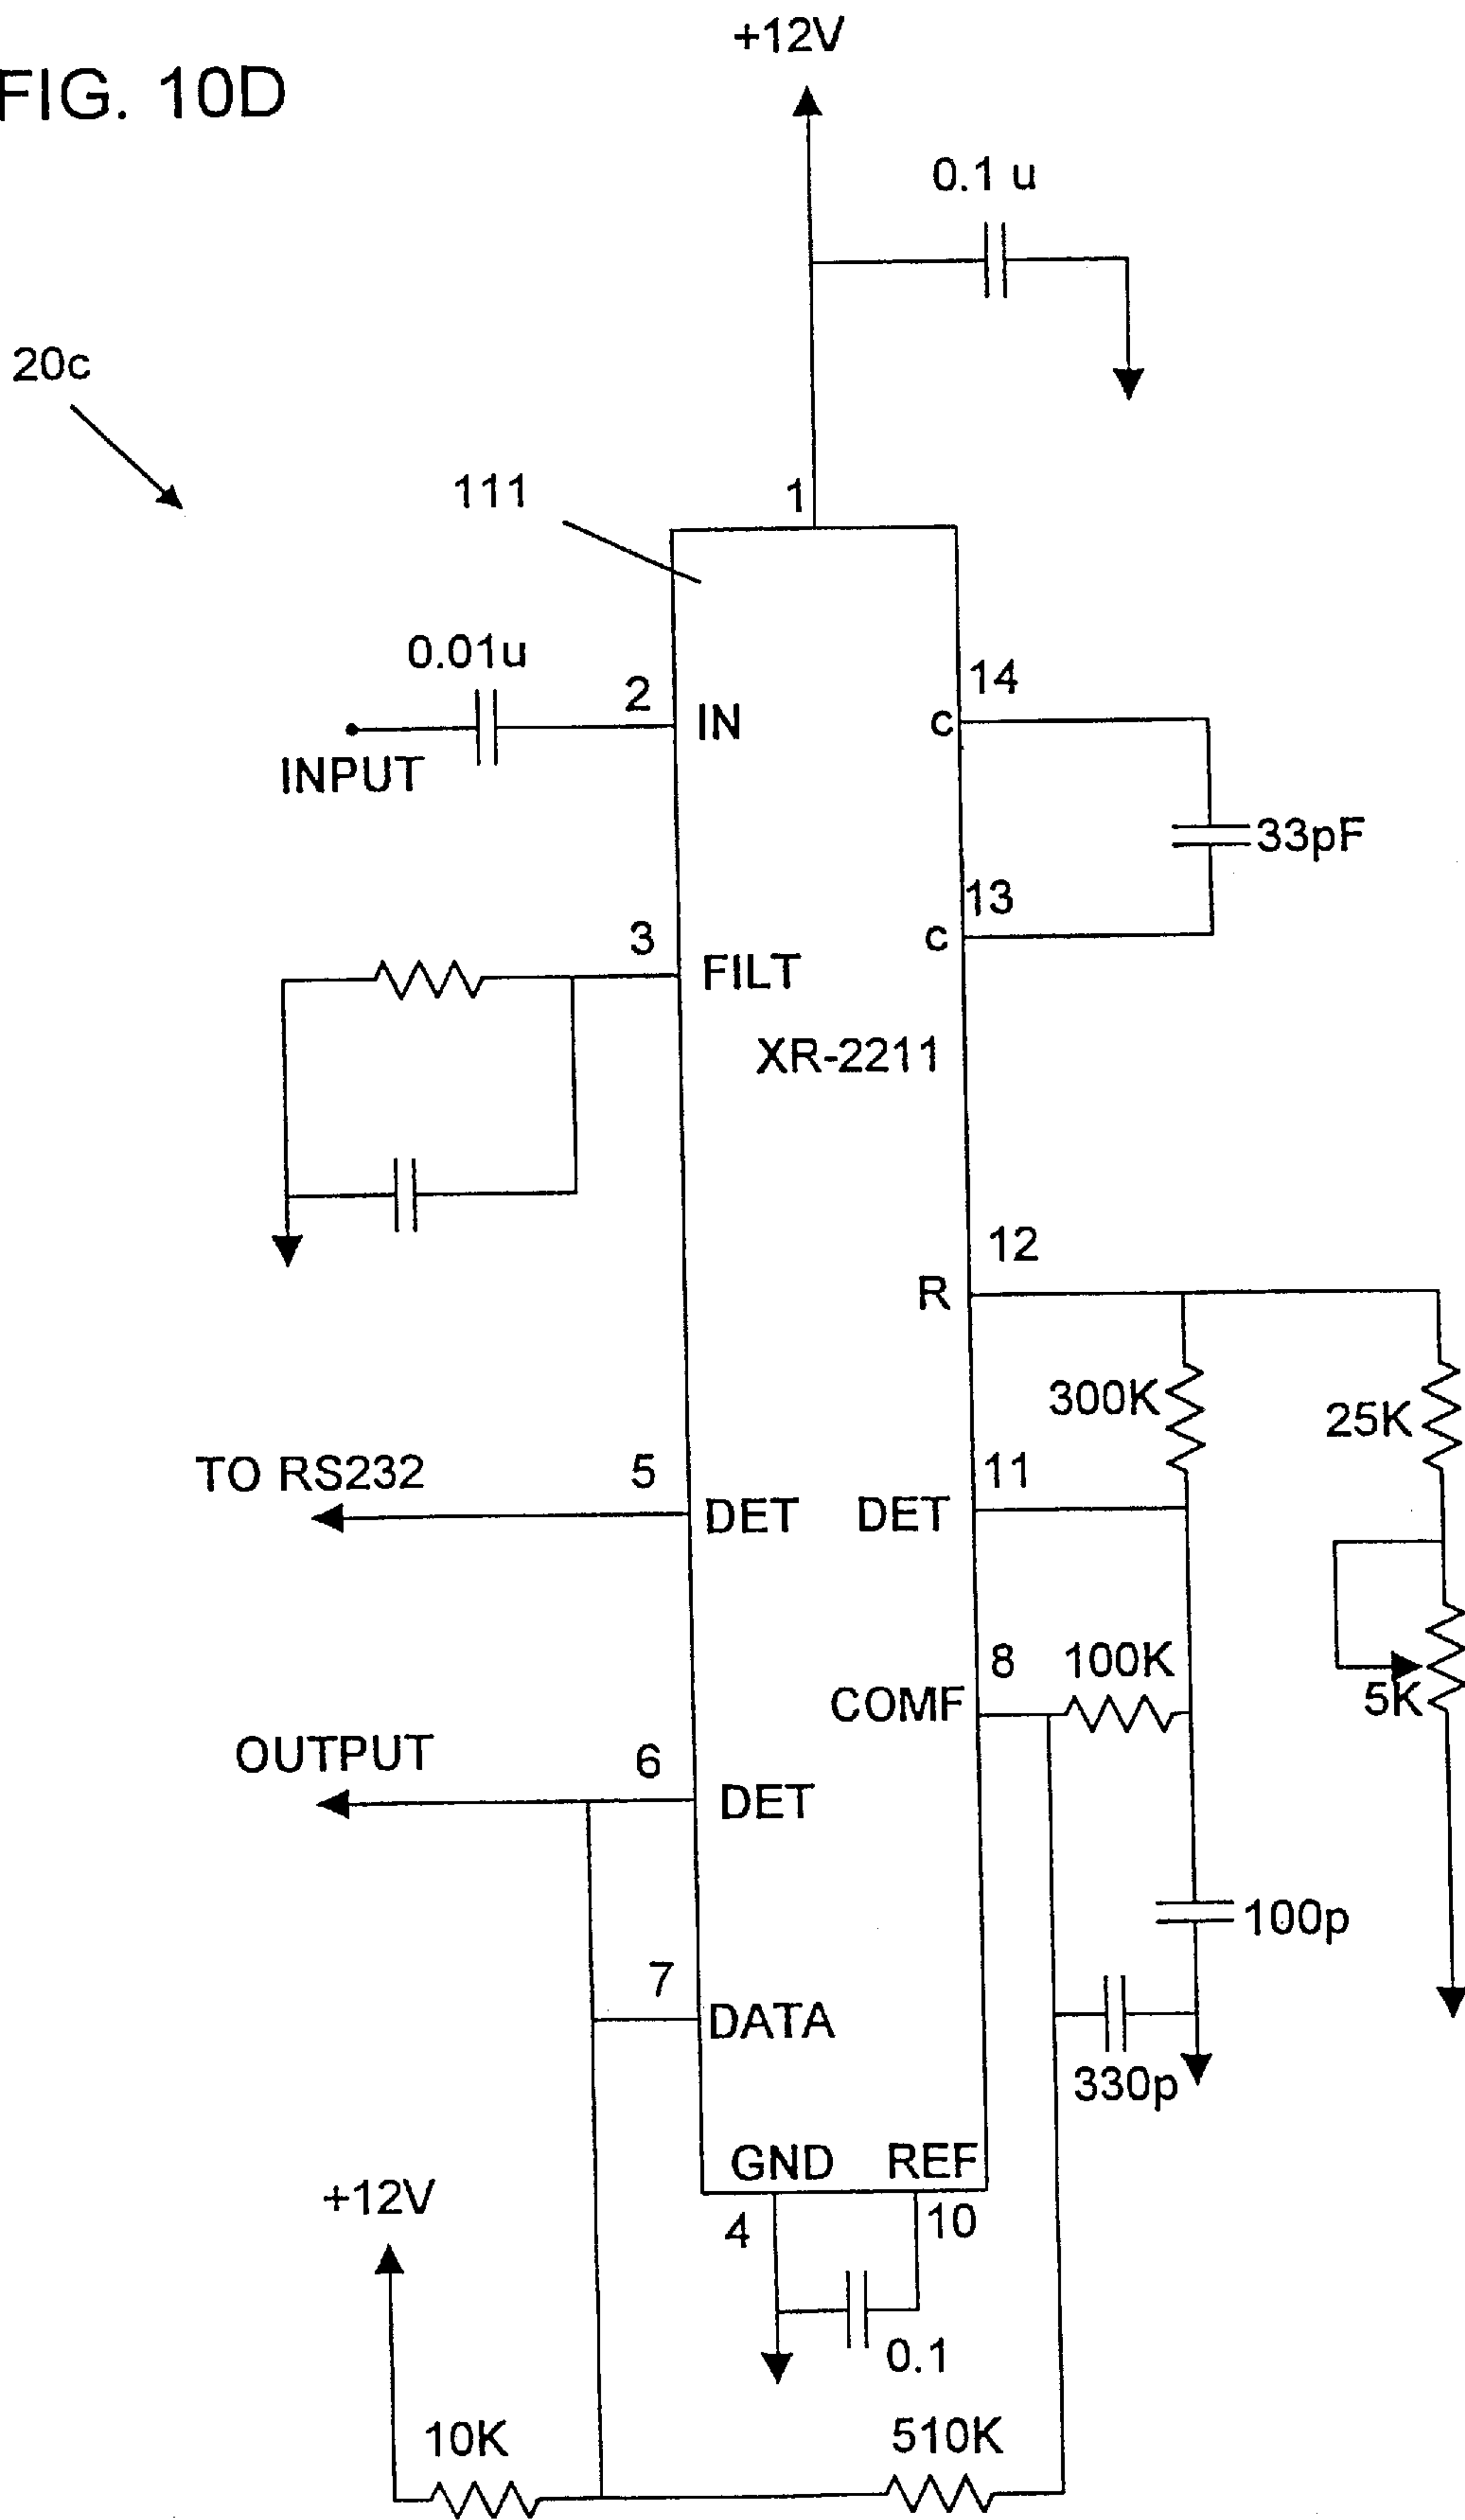 +12V
FIG. 10D
0.1 u
20c
111
1
0.01u
2
14
IN
C
INPUT
33pF
13
3
C
FILT
XR-2211
12
R
300K
25K
TO RS232
5
11
DET
DET
8
100K
COMF
5K
OUTPUT
6
DET
100p
7
DATA
330p
GND
REF
+12V
4
10
0.1
10K
510K